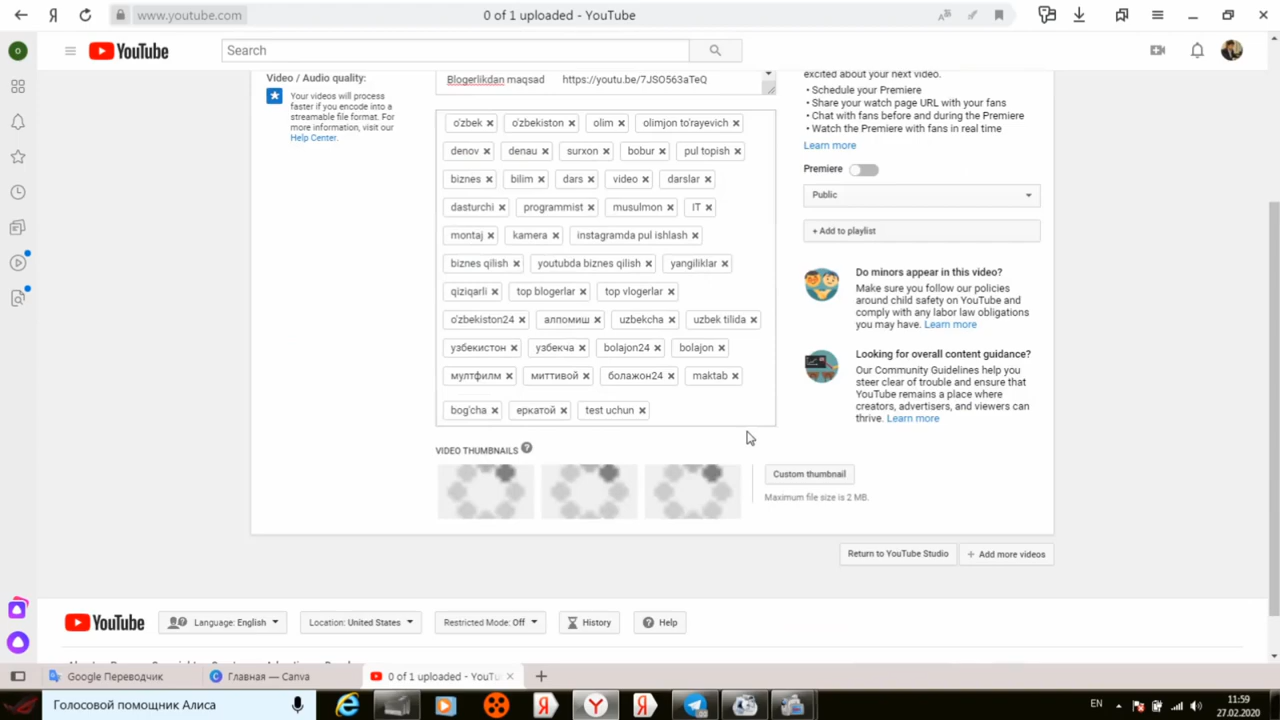 www.youtube.com
0 of 1 uploaded - YouTube
YouTube
Search
Video / Audio quality:
Your videos will process
faster if you encode into a
streamable file format. For
more information, visit our
Help Center.
Blogerlikdan maqsad https://youtu.be/7JSO563aTeQ
o'zbek × o'zbekiston × olim × olimjon to'rayevich ×
denov × denau × surxon × bobur × pul topish ×
biznes × bilim × dars × video × darslar ×
dasturchi × programmist × musulmon × IT ×
montaj × kamera × instagramda pul ishlash ×
biznes qilish × youtubda biznes qilish × yangiliklar ×
qiziqarli × top blogerlar × top vlogerlar ×
o'zbekiston24 × алпомиш × uzbekcha × uzbek tilida ×
узбекистон × узбекча × bolajon24 × bolajon ×
мултфилм × миттивой × болажон24 × maktab ×
bog'cha × еркатой × test uchun ×
VIDEO THUMBNAILS ?
Custom thumbnail
Maximum file size is 2 MB.
excited about your next video.
• Schedule your Premiere
• Share your watch page URL with your fans
• Chat with fans before and during the Premiere
• Watch the Premiere with fans in real time
Learn more
Premiere
Public
+ Add to playlist
Do minors appear in this video?
Make sure you follow our policies
around child safety on YouTube and
comply with any labor law obligations
you may have. Learn more
Looking for overall content guidance?
Our Community Guidelines help you
steer clear of trouble and ensure that
YouTube remains a place where
creators, advertisers, and viewers can
thrive. Learn more
Return to YouTube Studio
+ Add more videos
YouTube
Language: English
Location: United States
Restricted Mode: Off
History
Help
Google Переводчик
Главная — Canva
0 of 1 uploaded - YouTu
Голосовой помощник Алиса
EN
11:59
27.02.2020